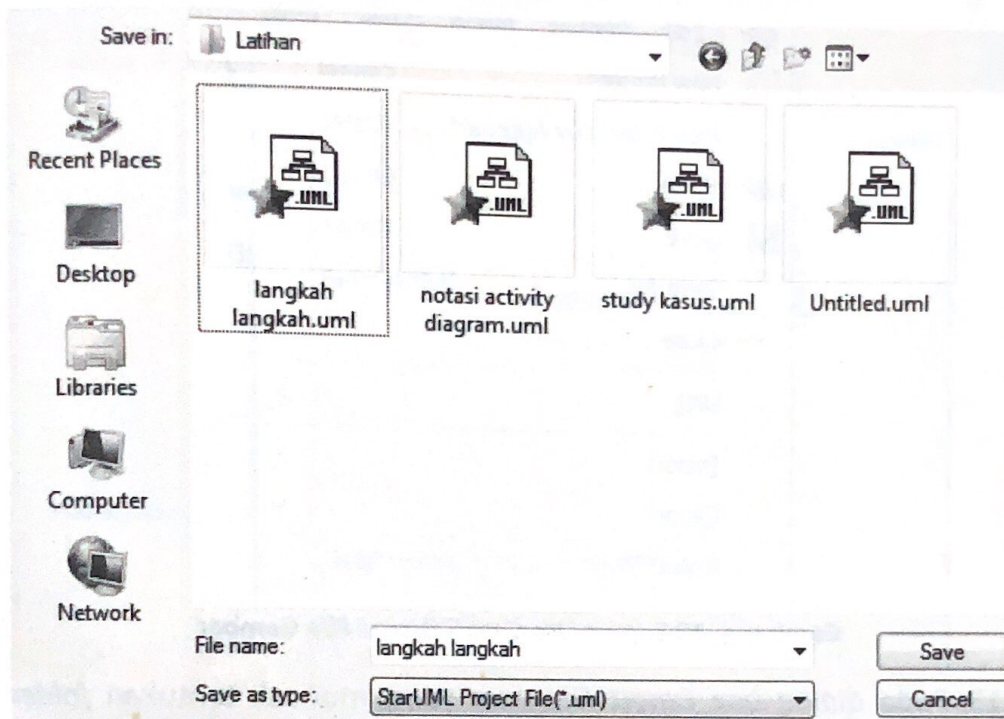 Save in:
Latihan
Recent Places
Desktop
Libraries
Computer
Network
.UML
.UML
.UML
.UML
langkah
langkah.uml
notasi activity
diagram.uml
study kasus.uml
Untitled.uml
File name:
langkah langkah
Save
Save as type:
StarUML Project File(*.uml)
Cancel